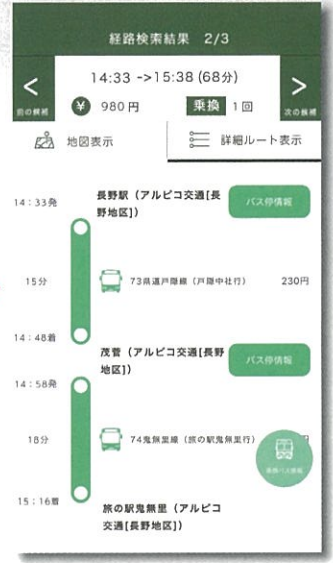 経路検索結果 2/3
<
前の候補
14:33 ->15:38 (68分)
¥ 980円 乗換 1回
>
次の候補
地図表示
詳細ルート表示
14:33発
長野駅（アルピコ交通[長
野地区]）
バス停情報
15分
73県道戸隠線（戸隠中社行）
230円
14:48着
茂菅（アルピコ交通[長野
地区]）
バス停情報
14:58発
18分
74鬼無里線（旅の駅鬼無里行）
15:16着
旅の駅鬼無里（アルピコ
交通[長野地区]）